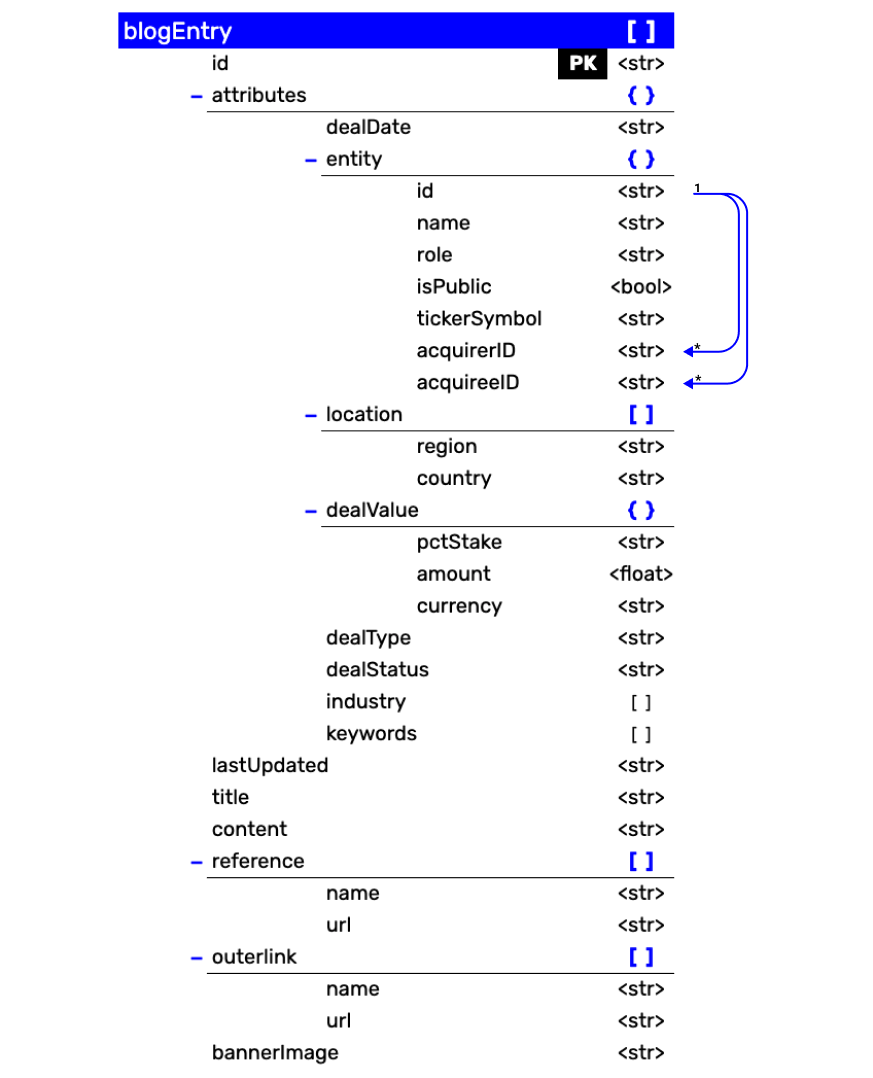 blogEntry [ ]
id PK <str>
– attributes { }
dealDate <str>
– entity { }
id <str> 1
name <str>
role <str>
isPublic <bool>
tickerSymbol <str>
acquirerID <str> *
acquireeID <str> *
– location [ ]
region <str>
country <str>
– dealValue { }
pctStake <str>
amount <float>
currency <str>
dealType <str>
dealStatus <str>
industry [ ]
keywords [ ]
lastUpdated <str>
title <str>
content <str>
– reference [ ]
name <str>
url <str>
– outerlink [ ]
name <str>
url <str>
bannerImage <str>